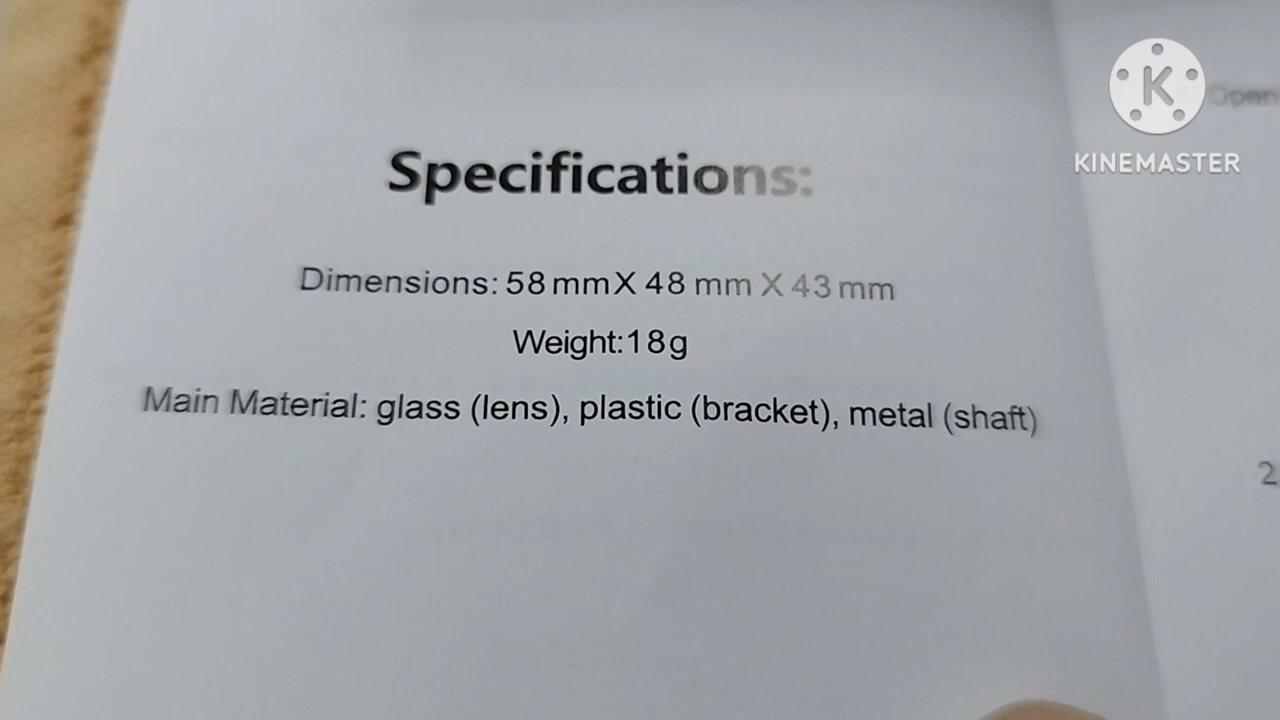 Specifications:
Dimensions: 58 mm X 48 mm X 43 mm
Weight:18g
Main Material: glass (lens), plastic (bracket), metal (shaft)
K
KINEMASTER
2